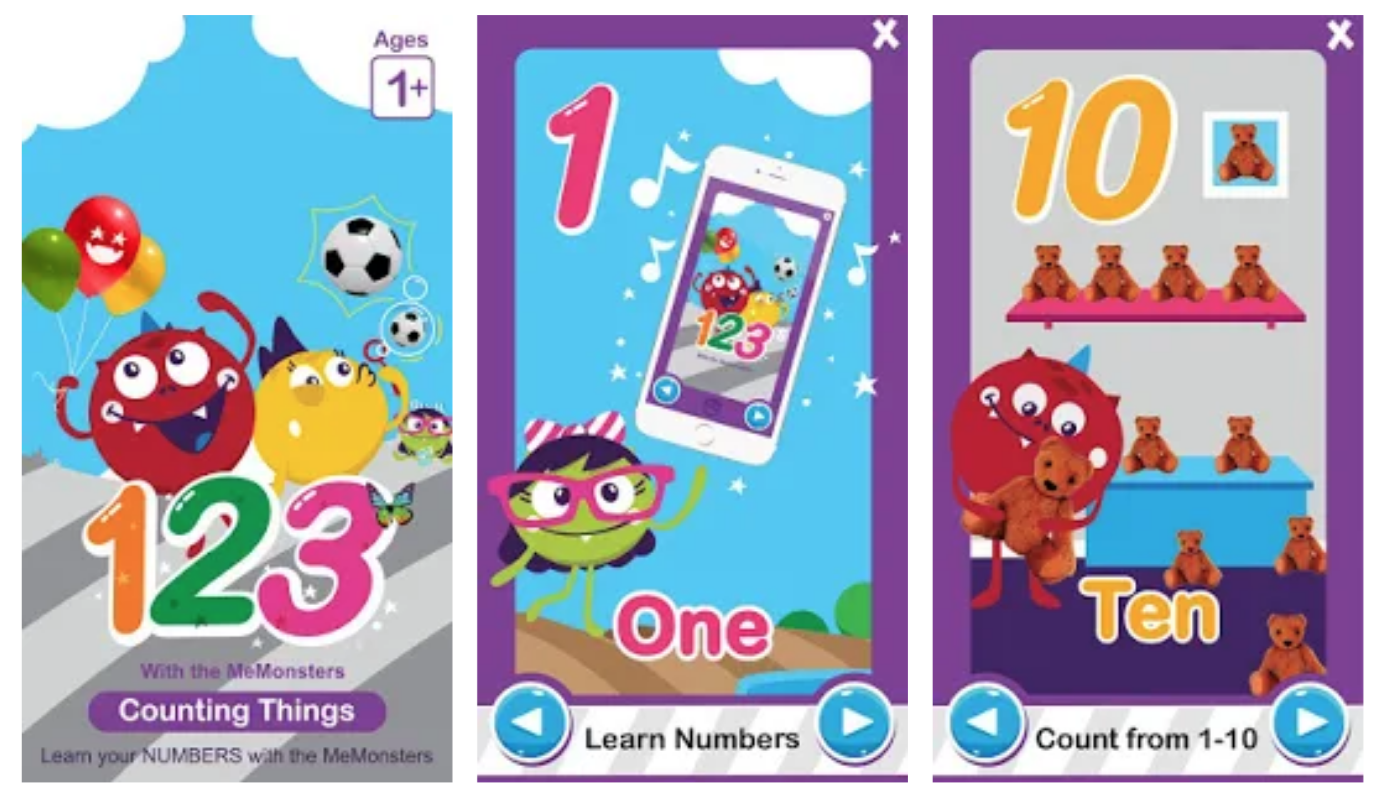 Ages
1+
123
With the MeMonsters
Counting Things
Learn your NUMBERS with the MeMonsters
X
1
123
One
Learn Numbers
X
10
Ten
Count from 1-10